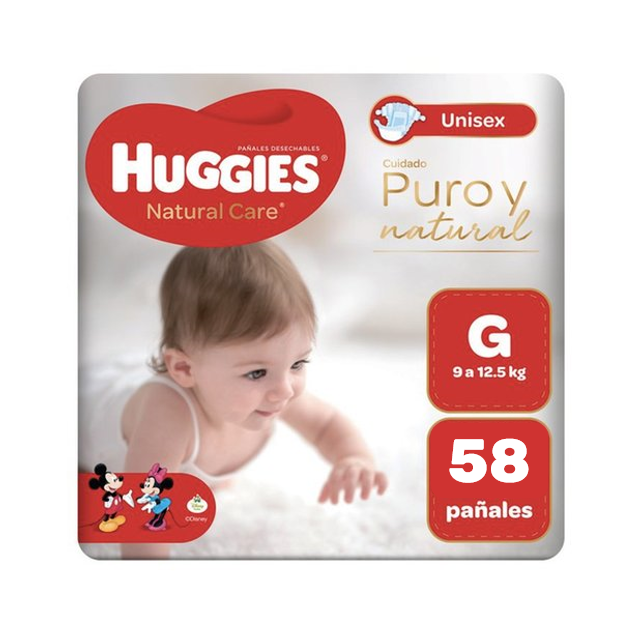 PAÑALES DESECHABLES
HUGGIES®
Natural Care®
Unisex
Cuidado
Puro y
natural
G
9 a 12.5 kg
58
pañales
©Disney